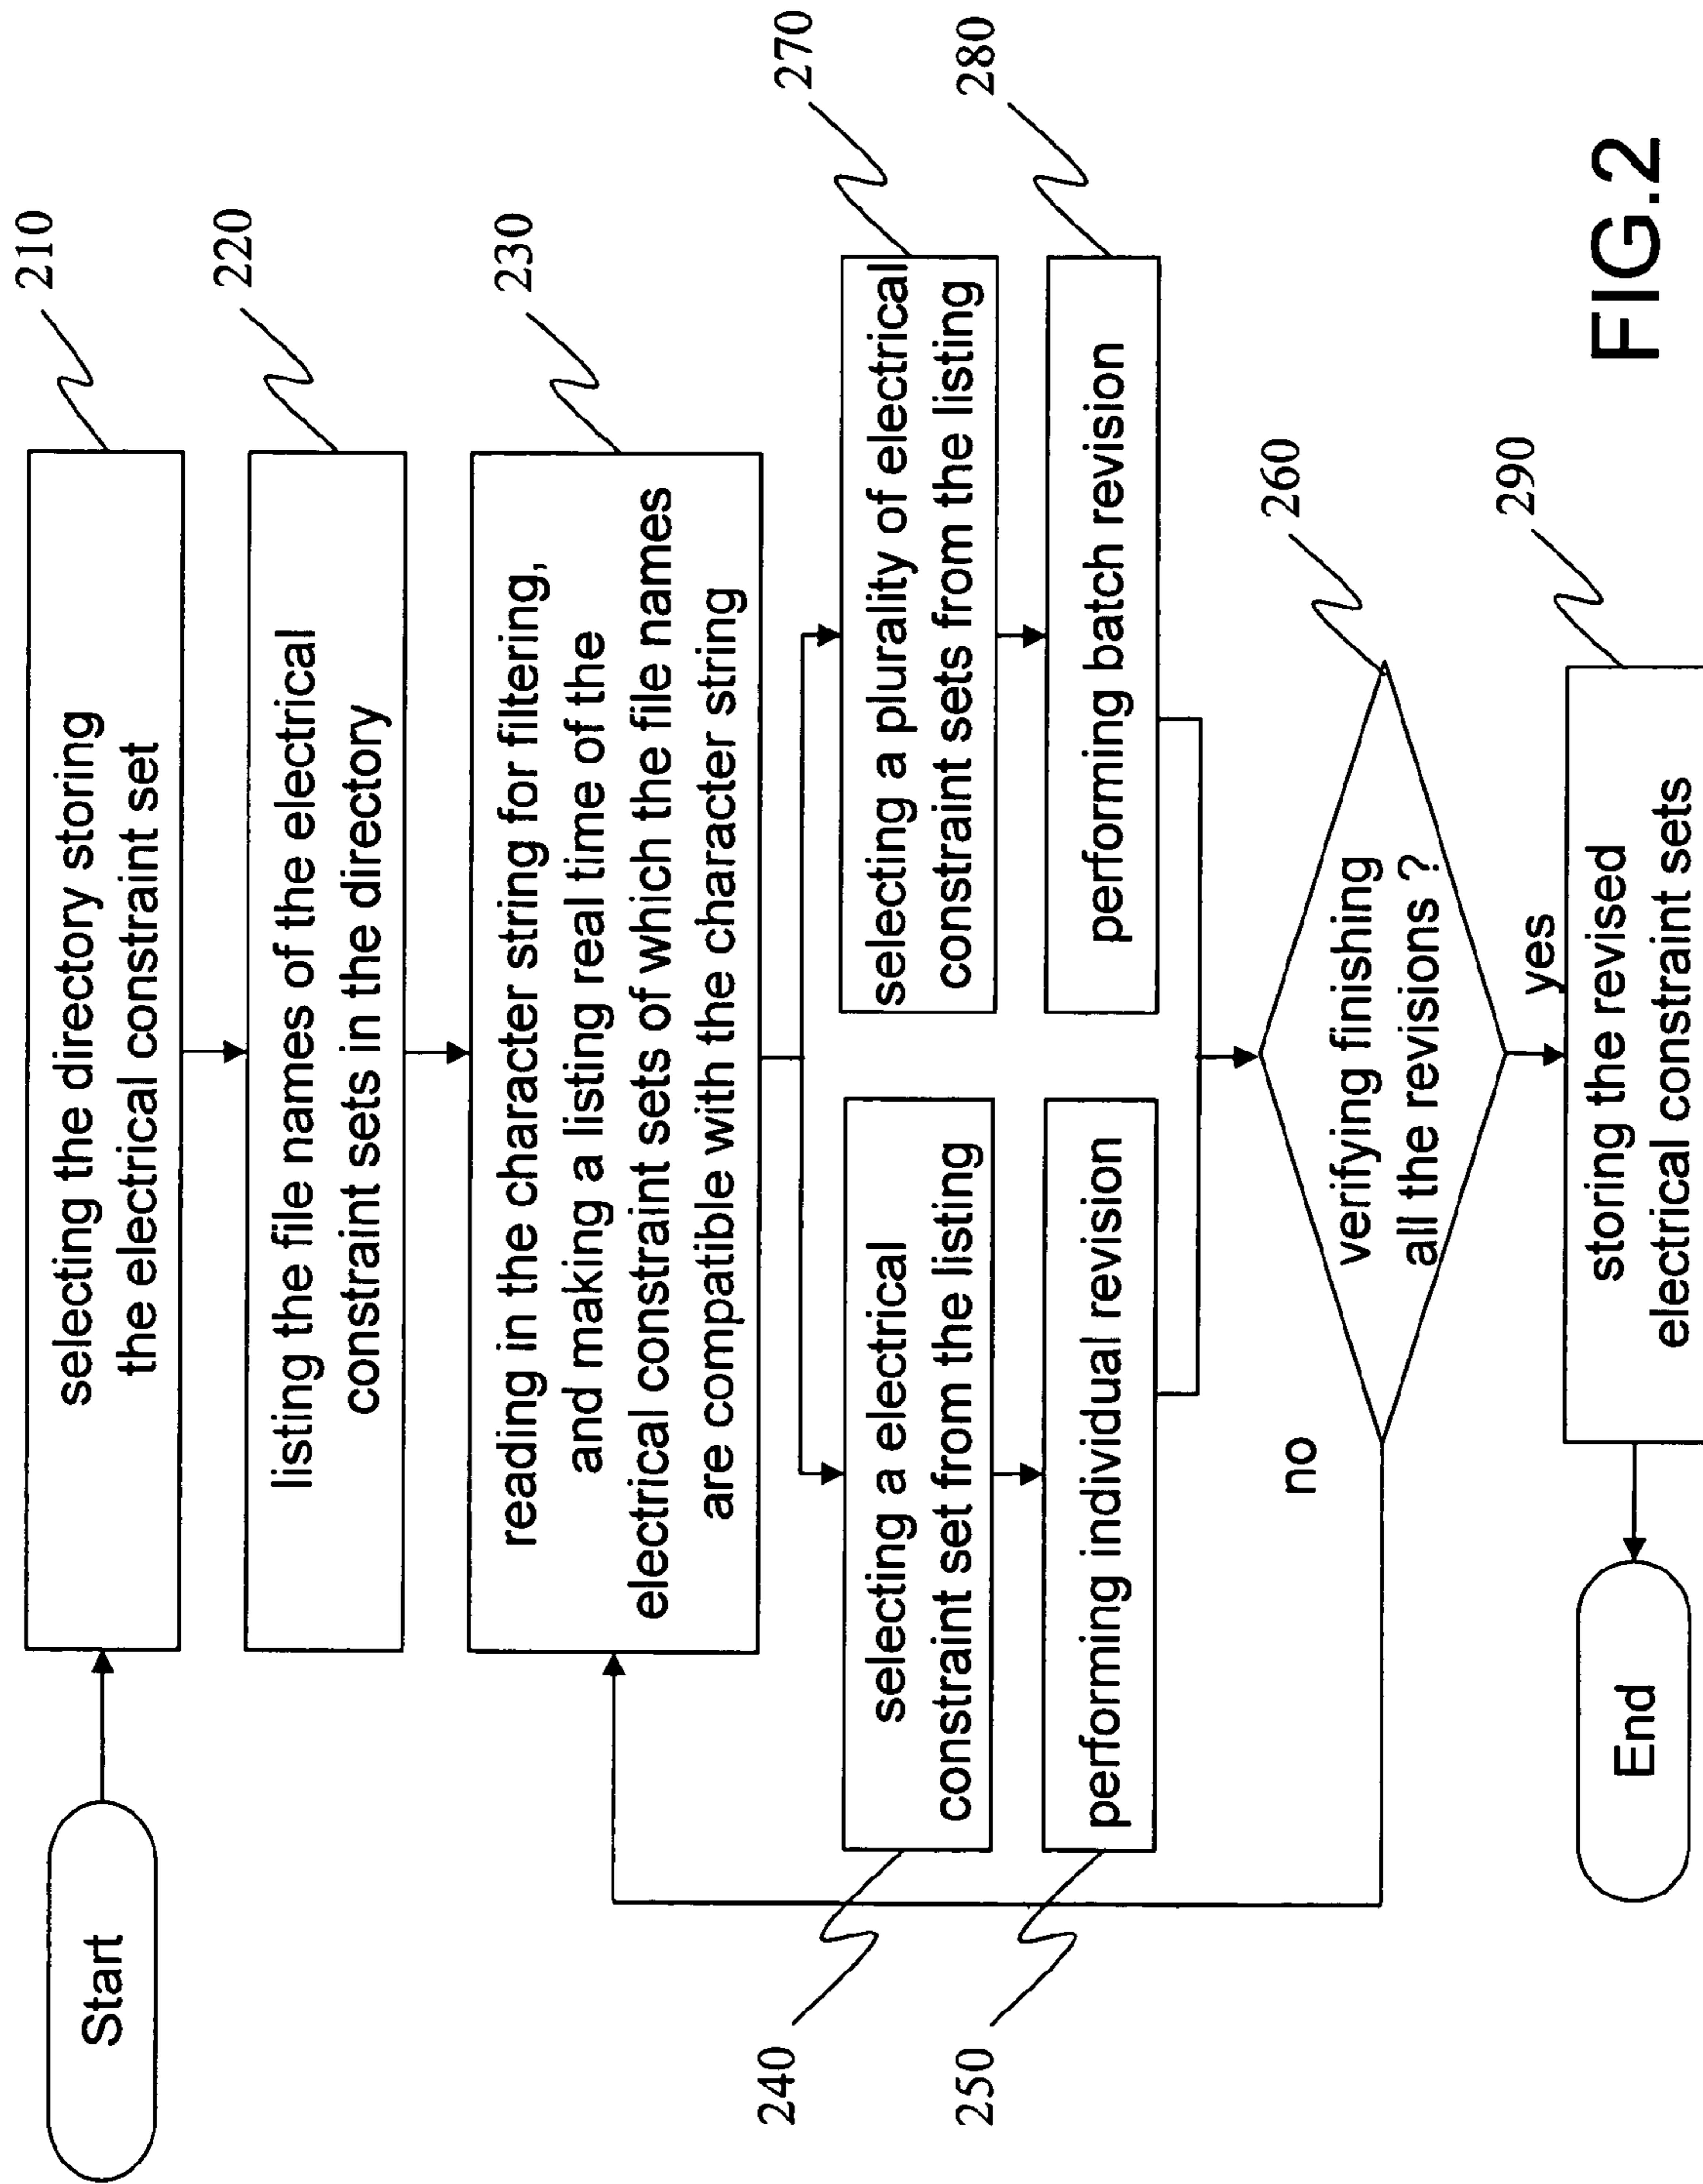 Start
selecting the directory storing
the electrical constraint set
210
listing the file names of the electrical
constraint sets in the directory
220
reading in the character string for filtering,
and making a listing real time of the
electrical constraint sets of which the file names
are compatible with the character string
230
selecting a electrical
constraint set from the listing
240
selecting a plurality of electrical
constraint sets from the listing
270
performing individual revision
250
performing batch revision
280
verifying finishing
all the revisions ?
260
no
yes
storing the revised
electrical constraint sets
290
End
FIG.2